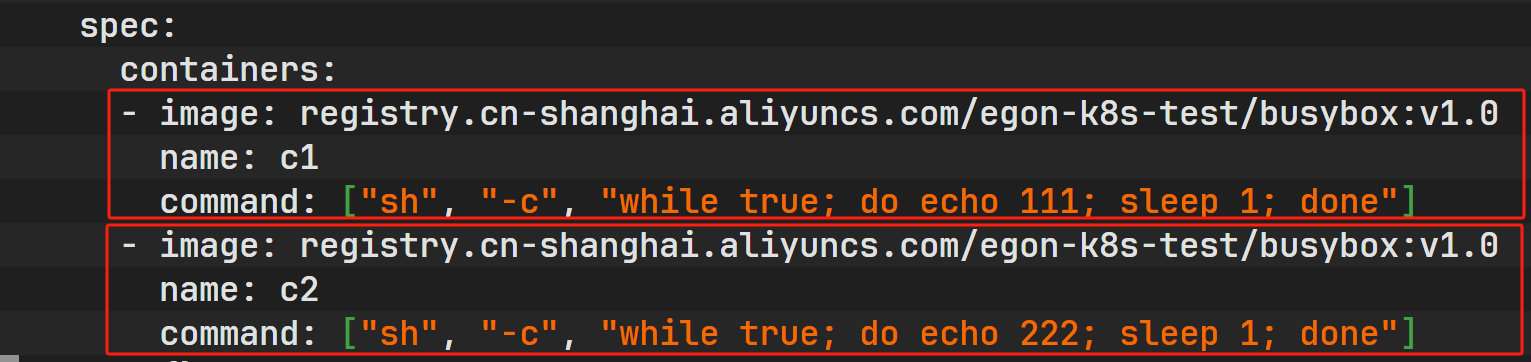 spec:
containers:
- image: registry.cn-shanghai.aliyuncs.com/egon-k8s-test/busybox:v1.0
name: c1
command: ["sh", "-c", "while true; do echo 111; sleep 1; done"]
- image: registry.cn-shanghai.aliyuncs.com/egon-k8s-test/busybox:v1.0
name: c2
command: ["sh", "-c", "while true; do echo 222; sleep 1; done"]